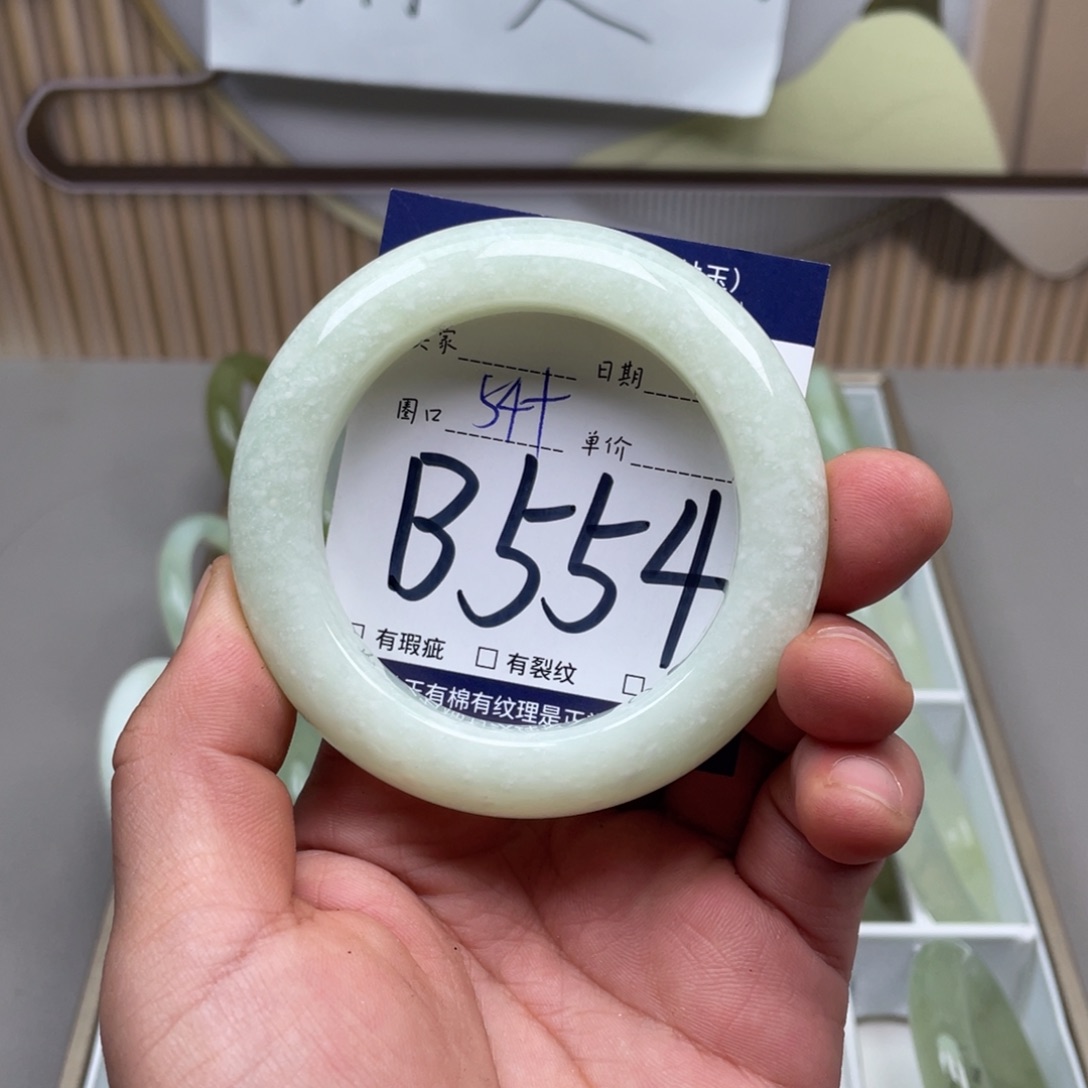 玉）
家 日期
圈口 54+ 单价
B554
□ 有瑕疵 □ 有裂纹 □
有棉有纹理是正